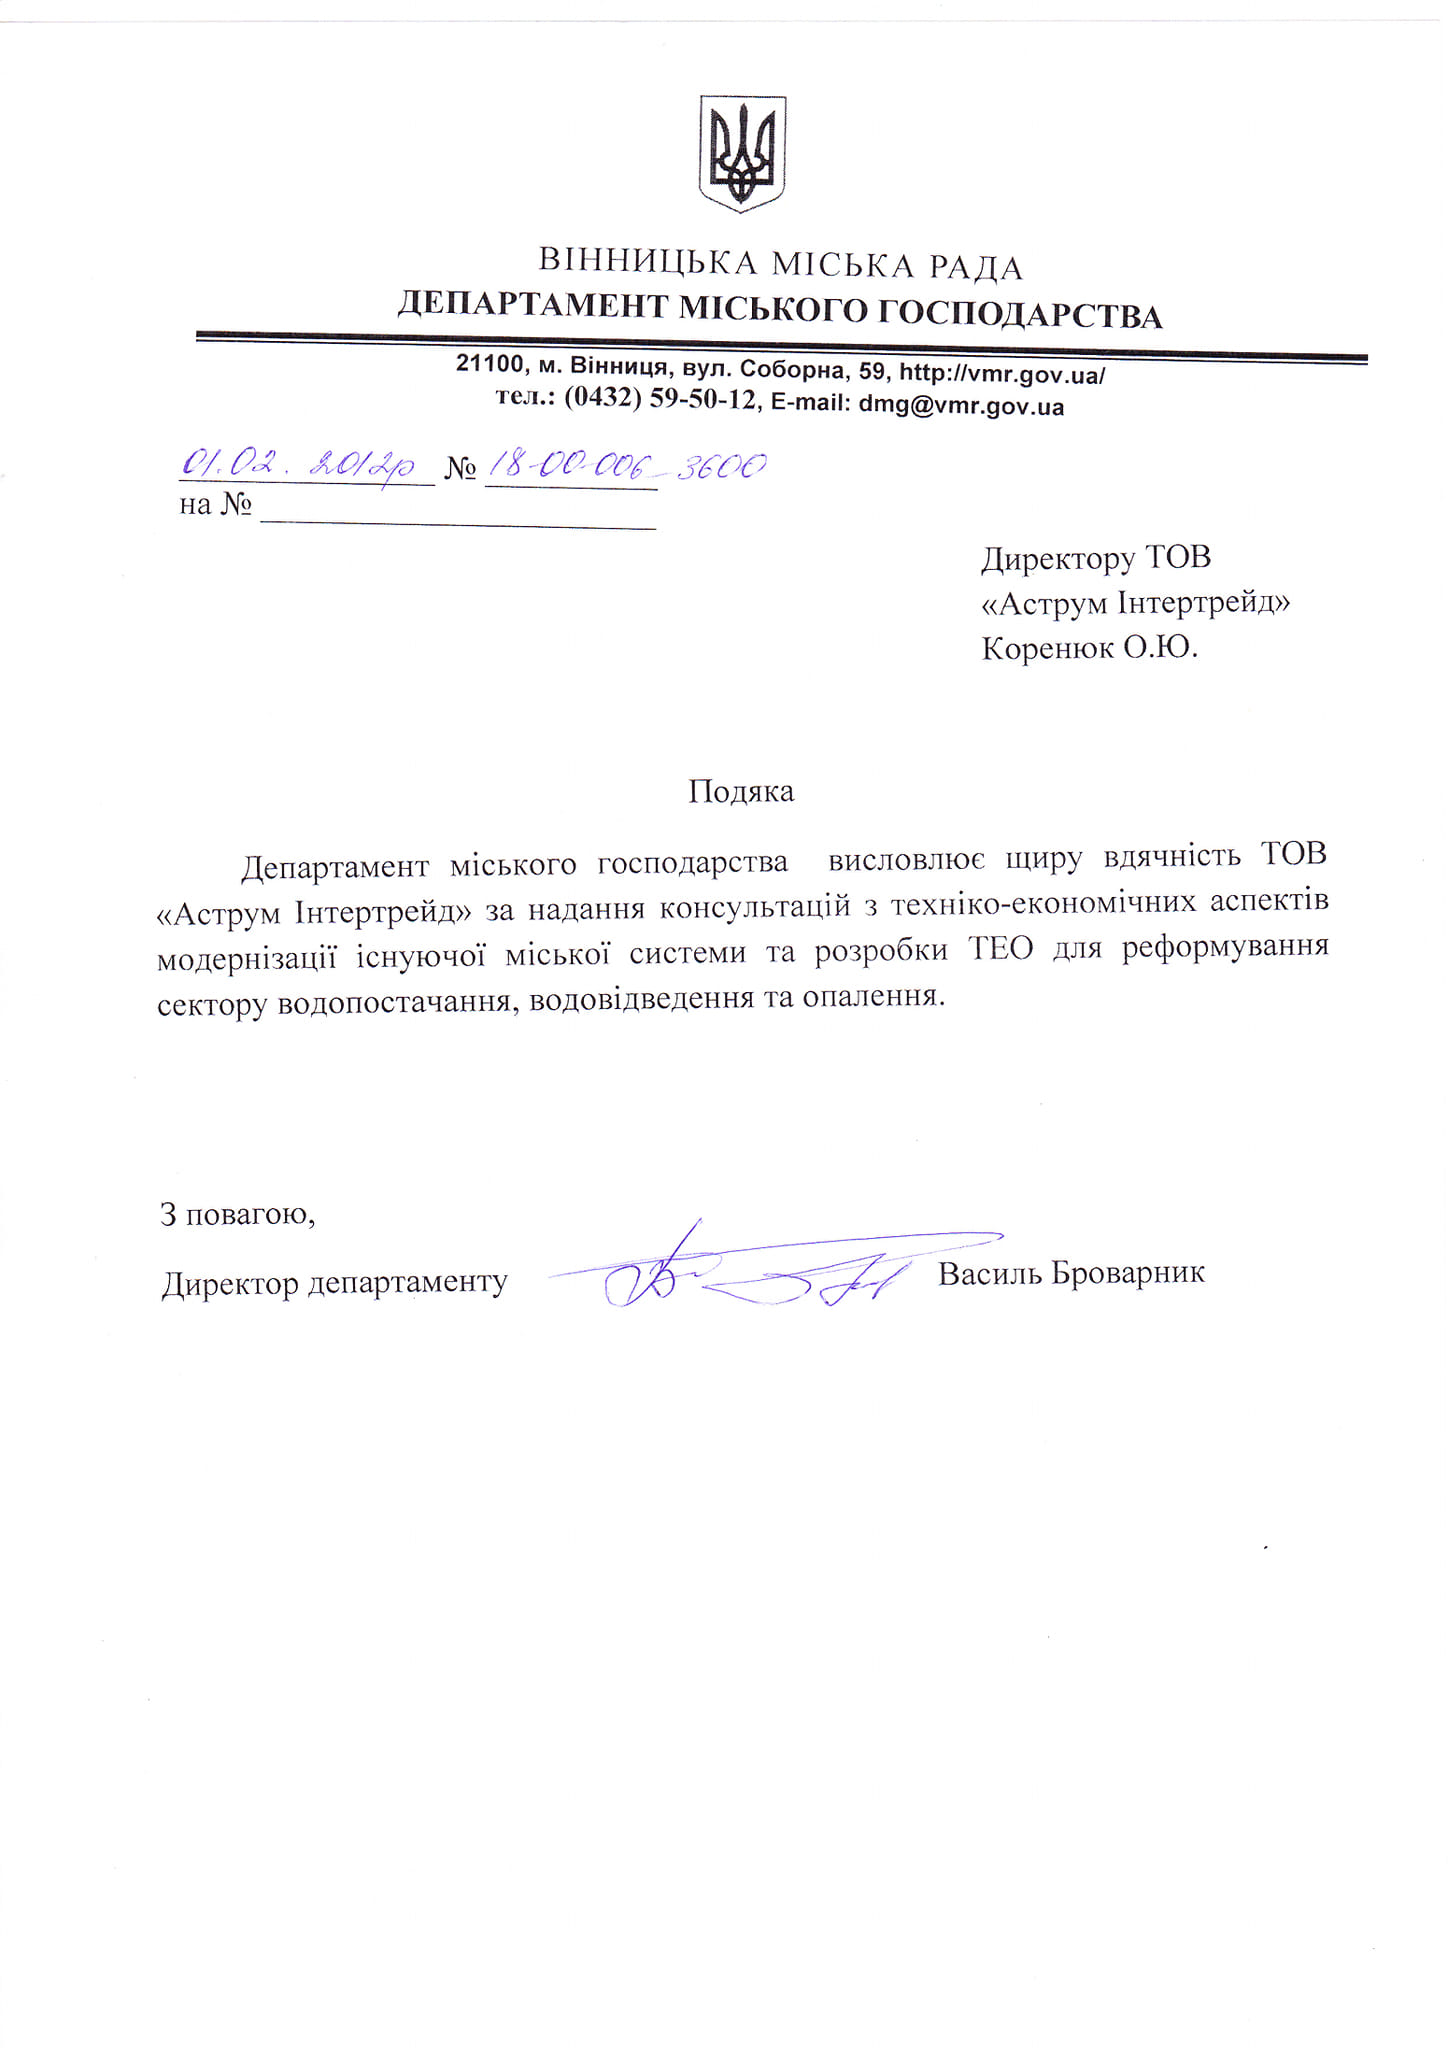 ВІННИЦЬКА МІСЬКА РАДА
ДЕПАРТАМЕНТ МІСЬКОГО ГОСПОДАРСТВА
21100, м. Вінниця, вул. Соборна, 59, http://vmr.gov.ua/
тел.: (0432) 59-50-12, E-mail: dmg@vmr.gov.ua
01.02. 2012р № 18-00-006-3600
на №
Директору ТОВ
«Аструм Інтертрейд»
Коренюк О.Ю.
Подяка
Департамент міського господарства висловлює щиру вдячність ТОВ
«Аструм Інтертрейд» за надання консультацій з техніко-економічних аспектів
модернізації існуючої міської системи та розробки ТЕО для реформування
сектору водопостачання, водовідведення та опалення.
З повагою,
Директор департаменту Василь Броварник